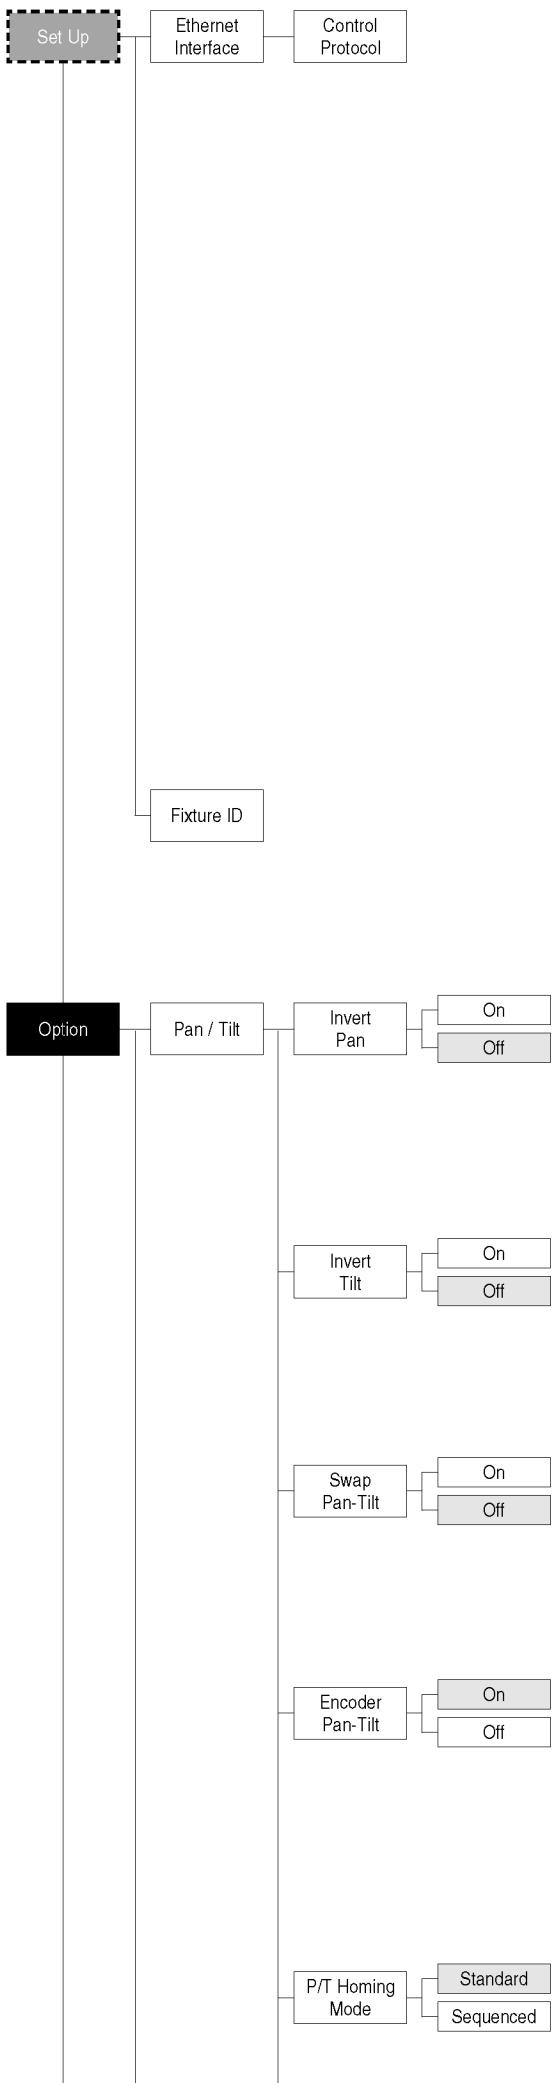 Set Up
Ethernet
Interface
Control
Protocol
Fixture ID
Option
Pan / Tilt
Invert
Pan
On
Off
Invert
Tilt
On
Off
Swap
Pan-Tilt
On
Off
Encoder
Pan-Tilt
On
Off
P/T Homing
Mode
Standard
Sequenced